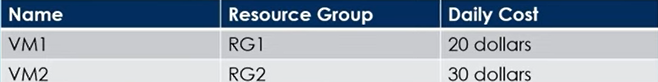 Name Resource Group Daily Cost
VM1 RG1 20 dollars
VM2 RG2 30 dollars